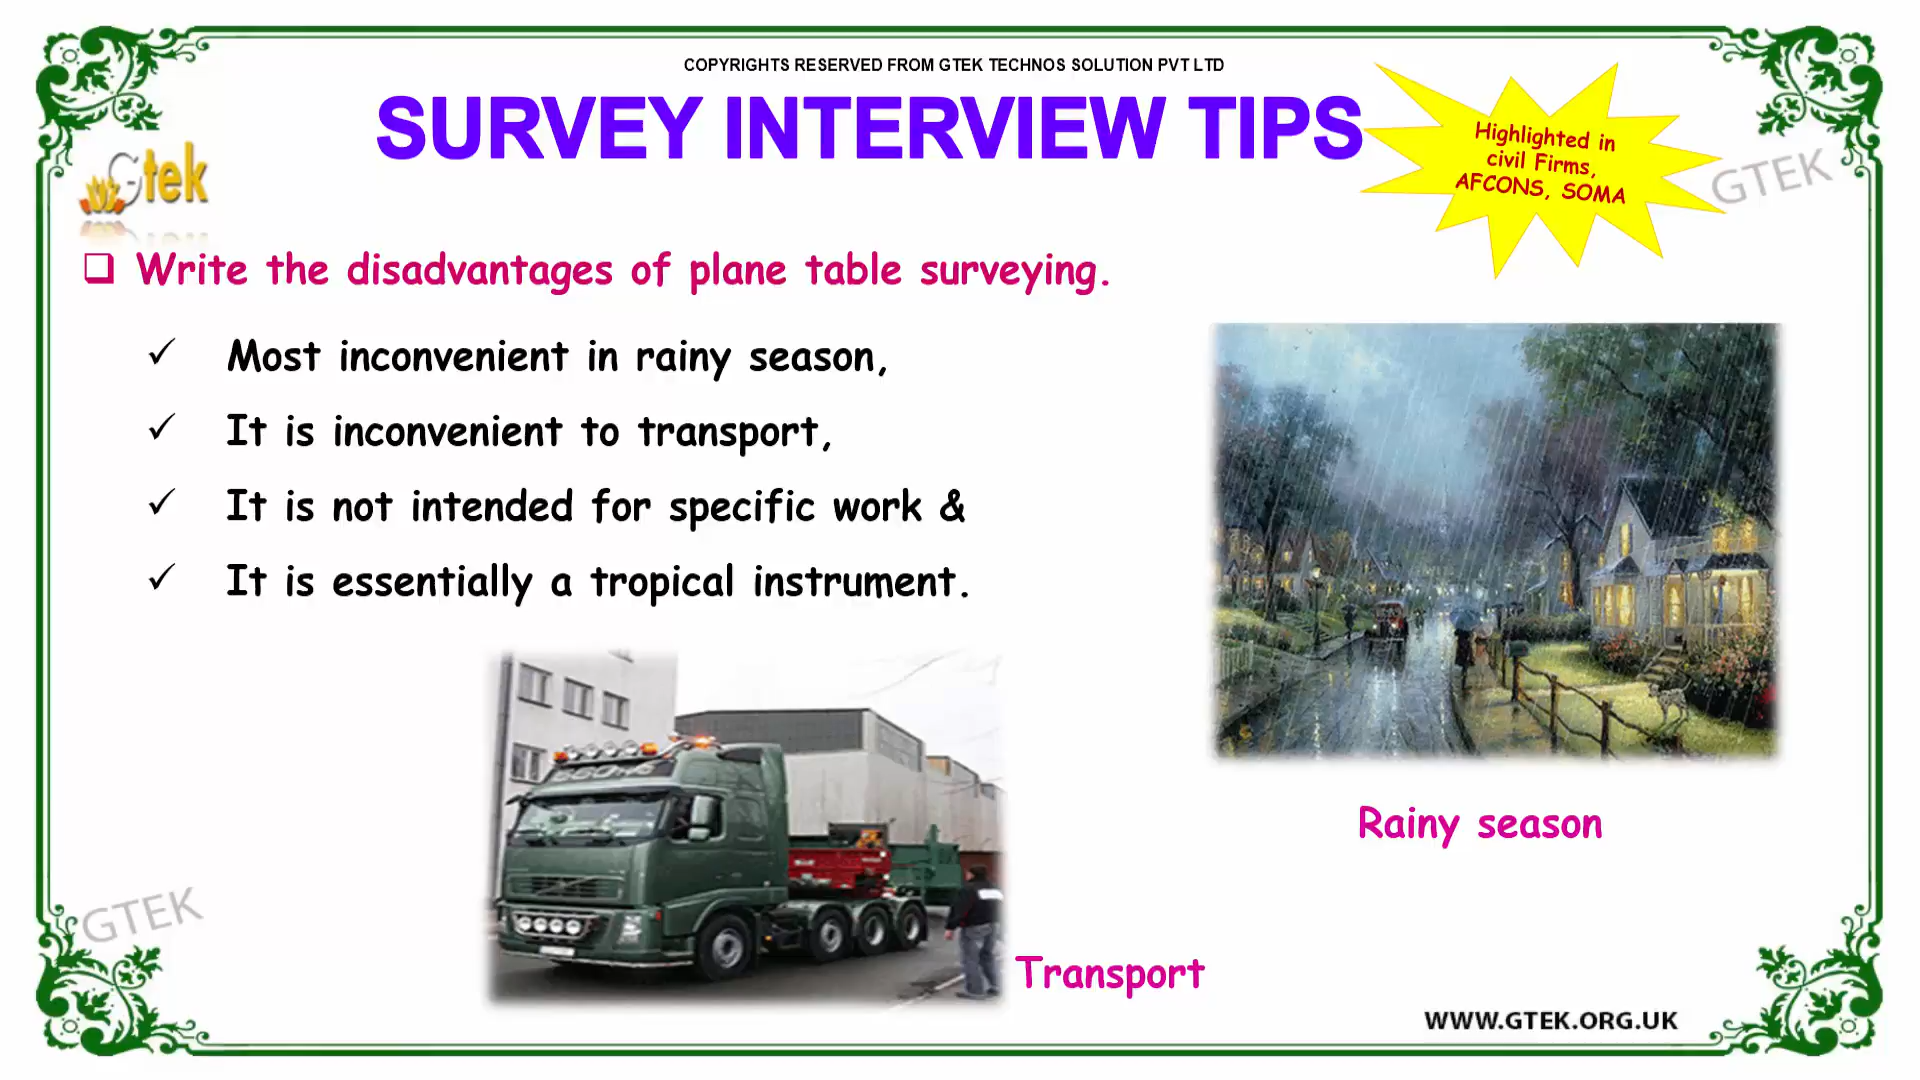 COPYRIGHTS RESERVED FROM GTEK TECHNOS SOLUTION PVT LTD
SURVEY INTERVIEW TIPS
Highlighted in
civil Firms,
AFCONS, SOMA
GTEK
Gtek
Write the disadvantages of plane table surveying.
Most inconvenient in rainy season,
It is inconvenient to transport,
It is not intended for specific work &
It is essentially a tropical instrument.
Rainy season
GTEK
Transport
WWW.GTEK.ORG.UK